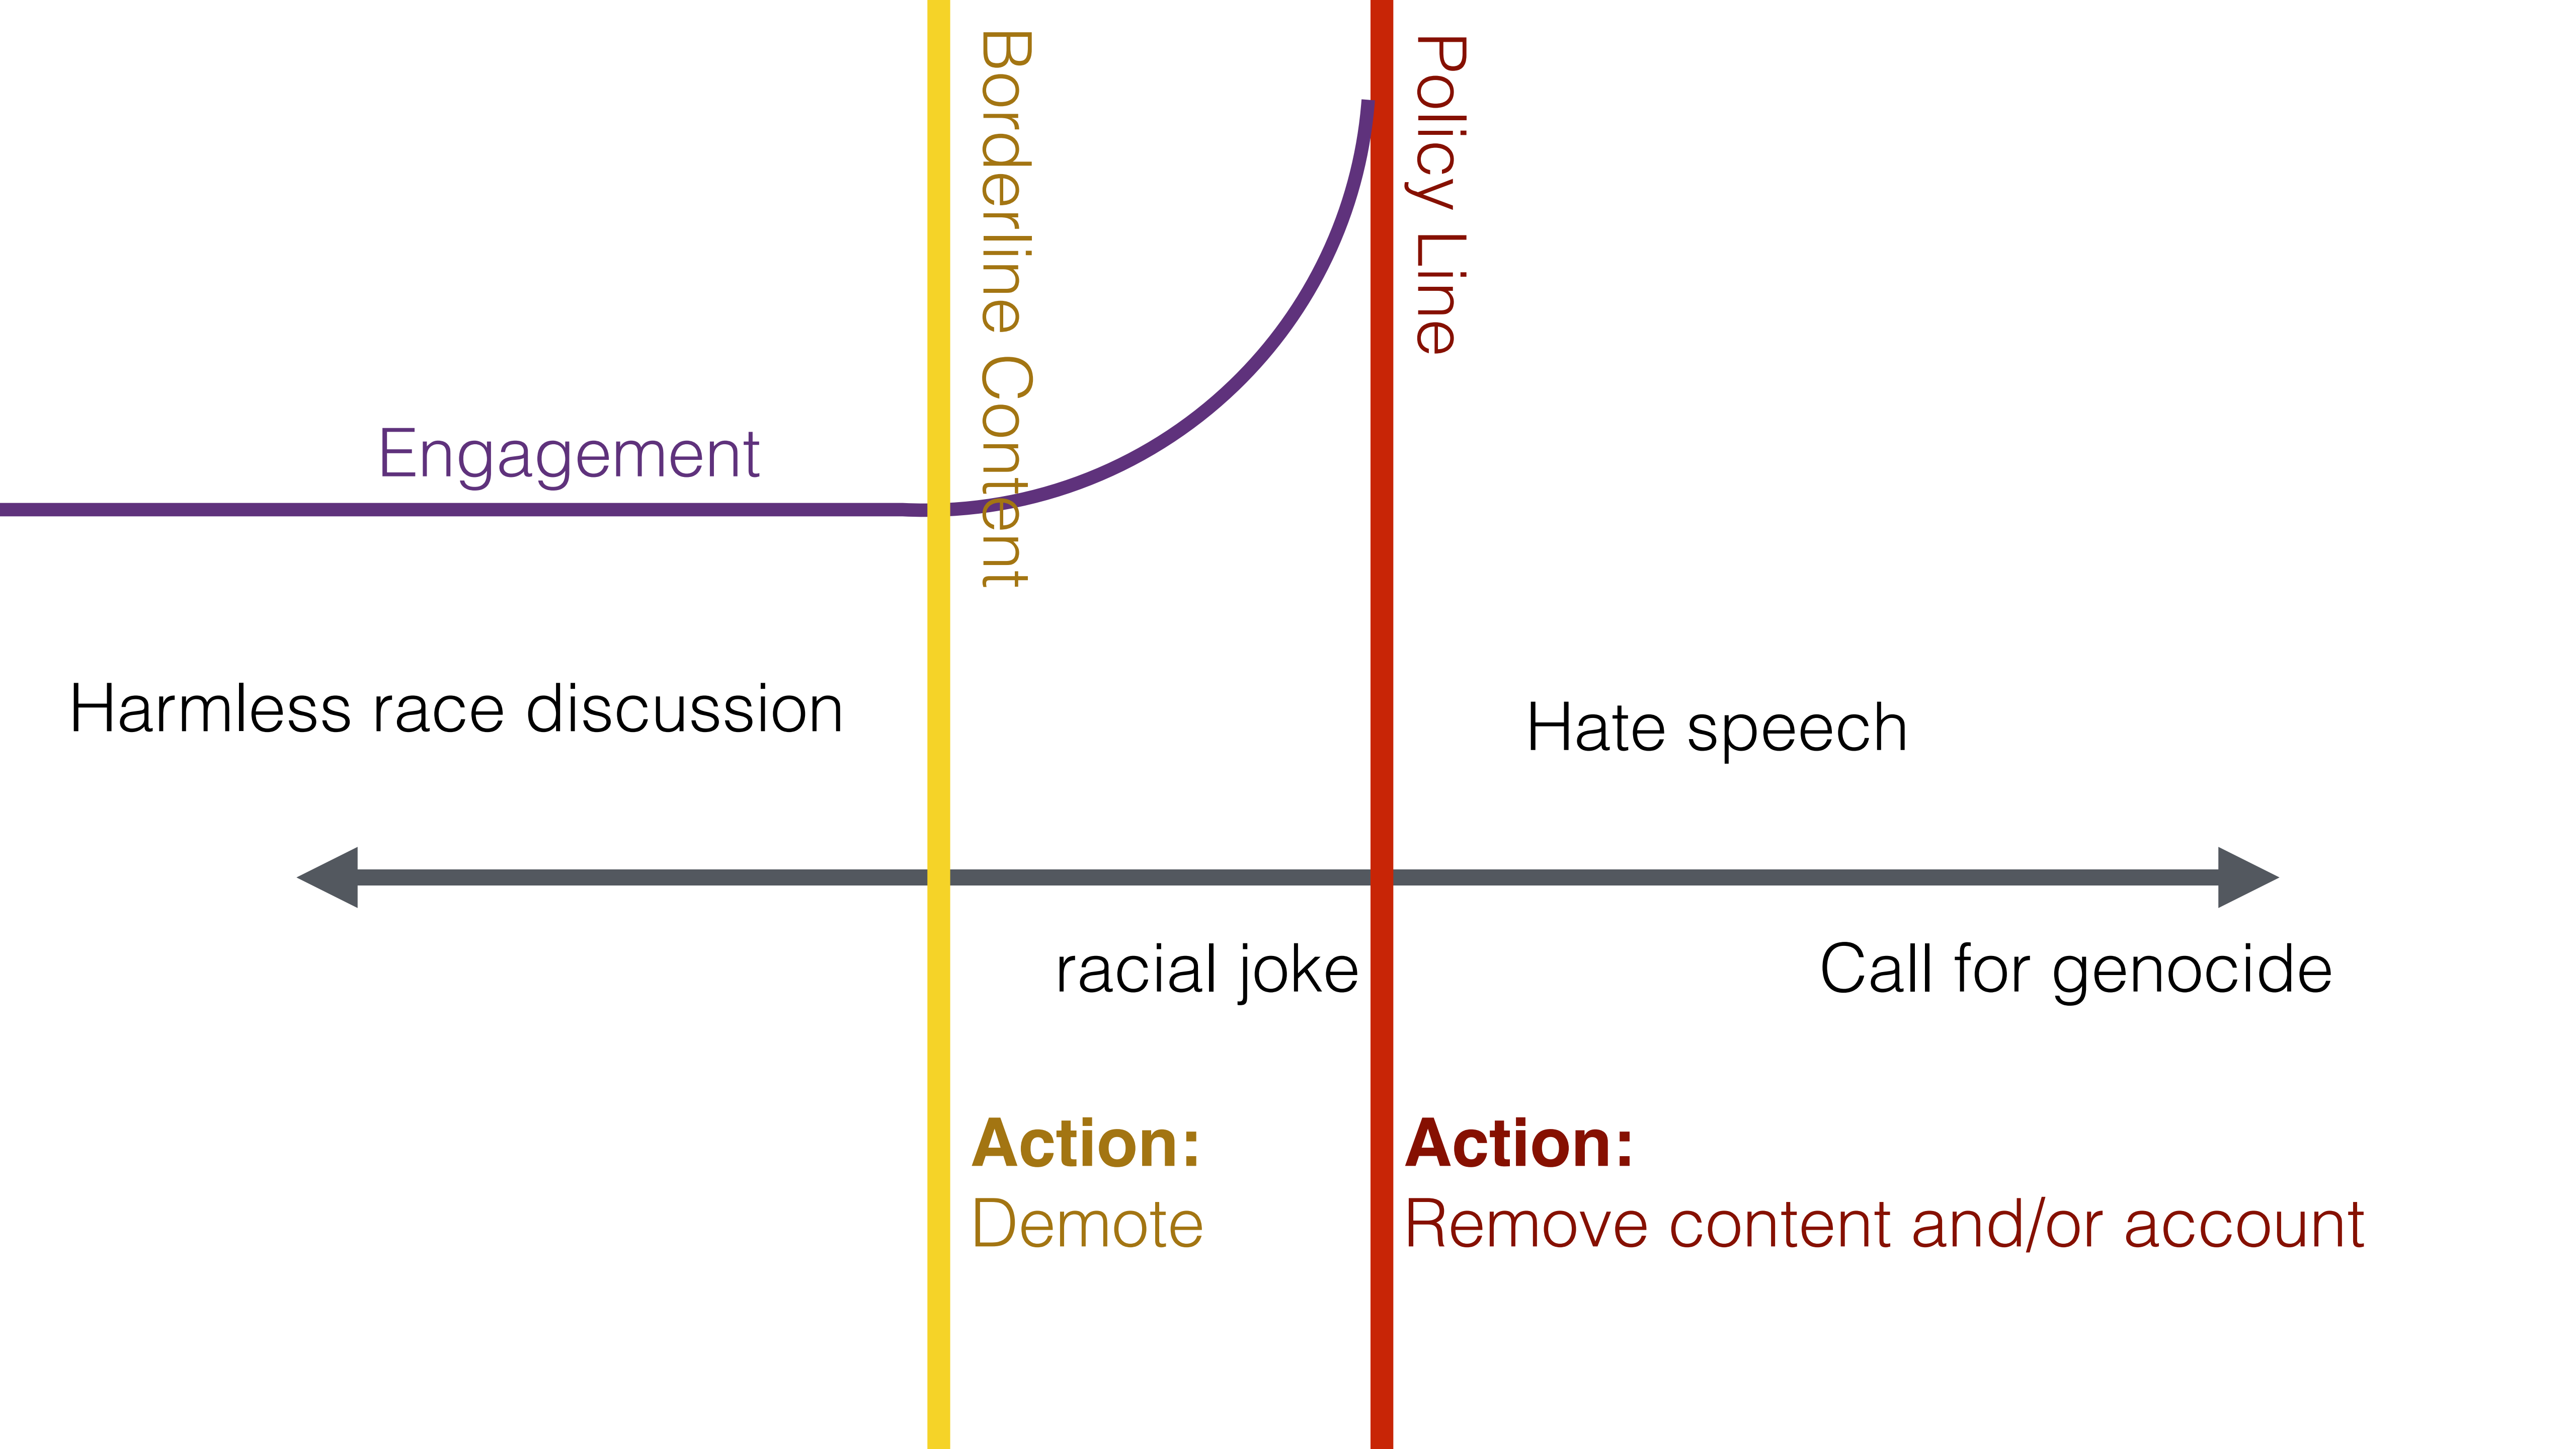 Borderline Content
Policy Line
Engagement
Harmless race discussion
Hate speech
racial joke
Call for genocide
Action:
Demote
Action:
Remove content and/or account